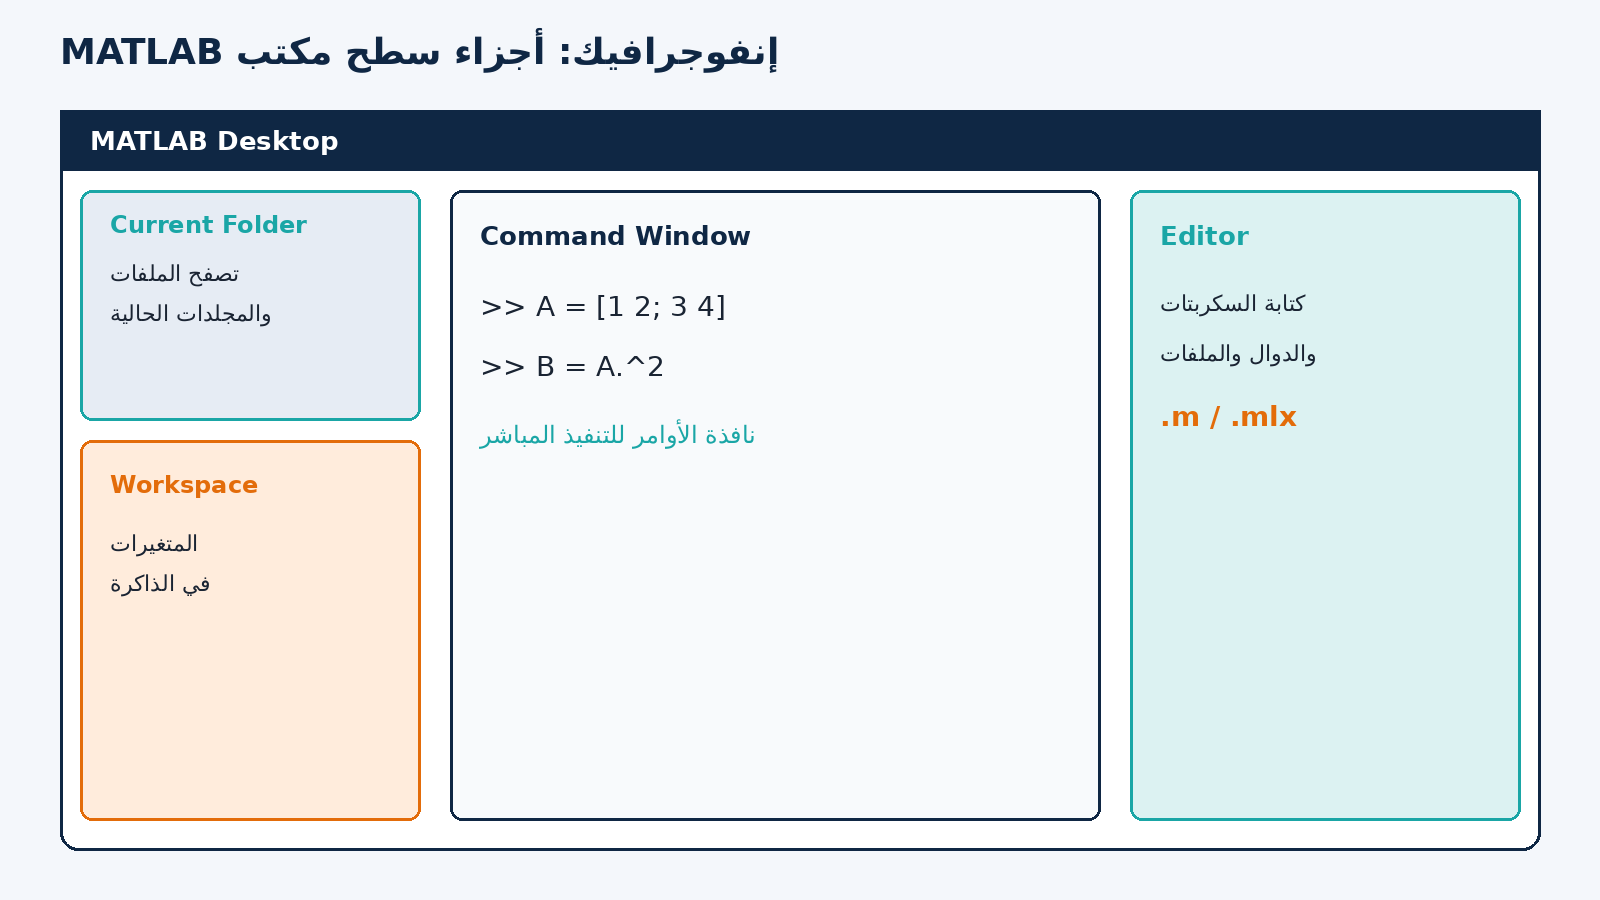 إنفوجرافيك: أجزاء سطح مكتب MATLAB
MATLAB Desktop
Current Folder
تصفح الملفات
والمجلدات الحالية
Workspace
المتغيرات
في الذاكرة
Command Window
>> A = [1 2; 3 4]
>> B = A.^2
نافذة الأوامر للتنفيذ المباشر
Editor
كتابة السكربتات
والدوال والملفات
.m / .mlx